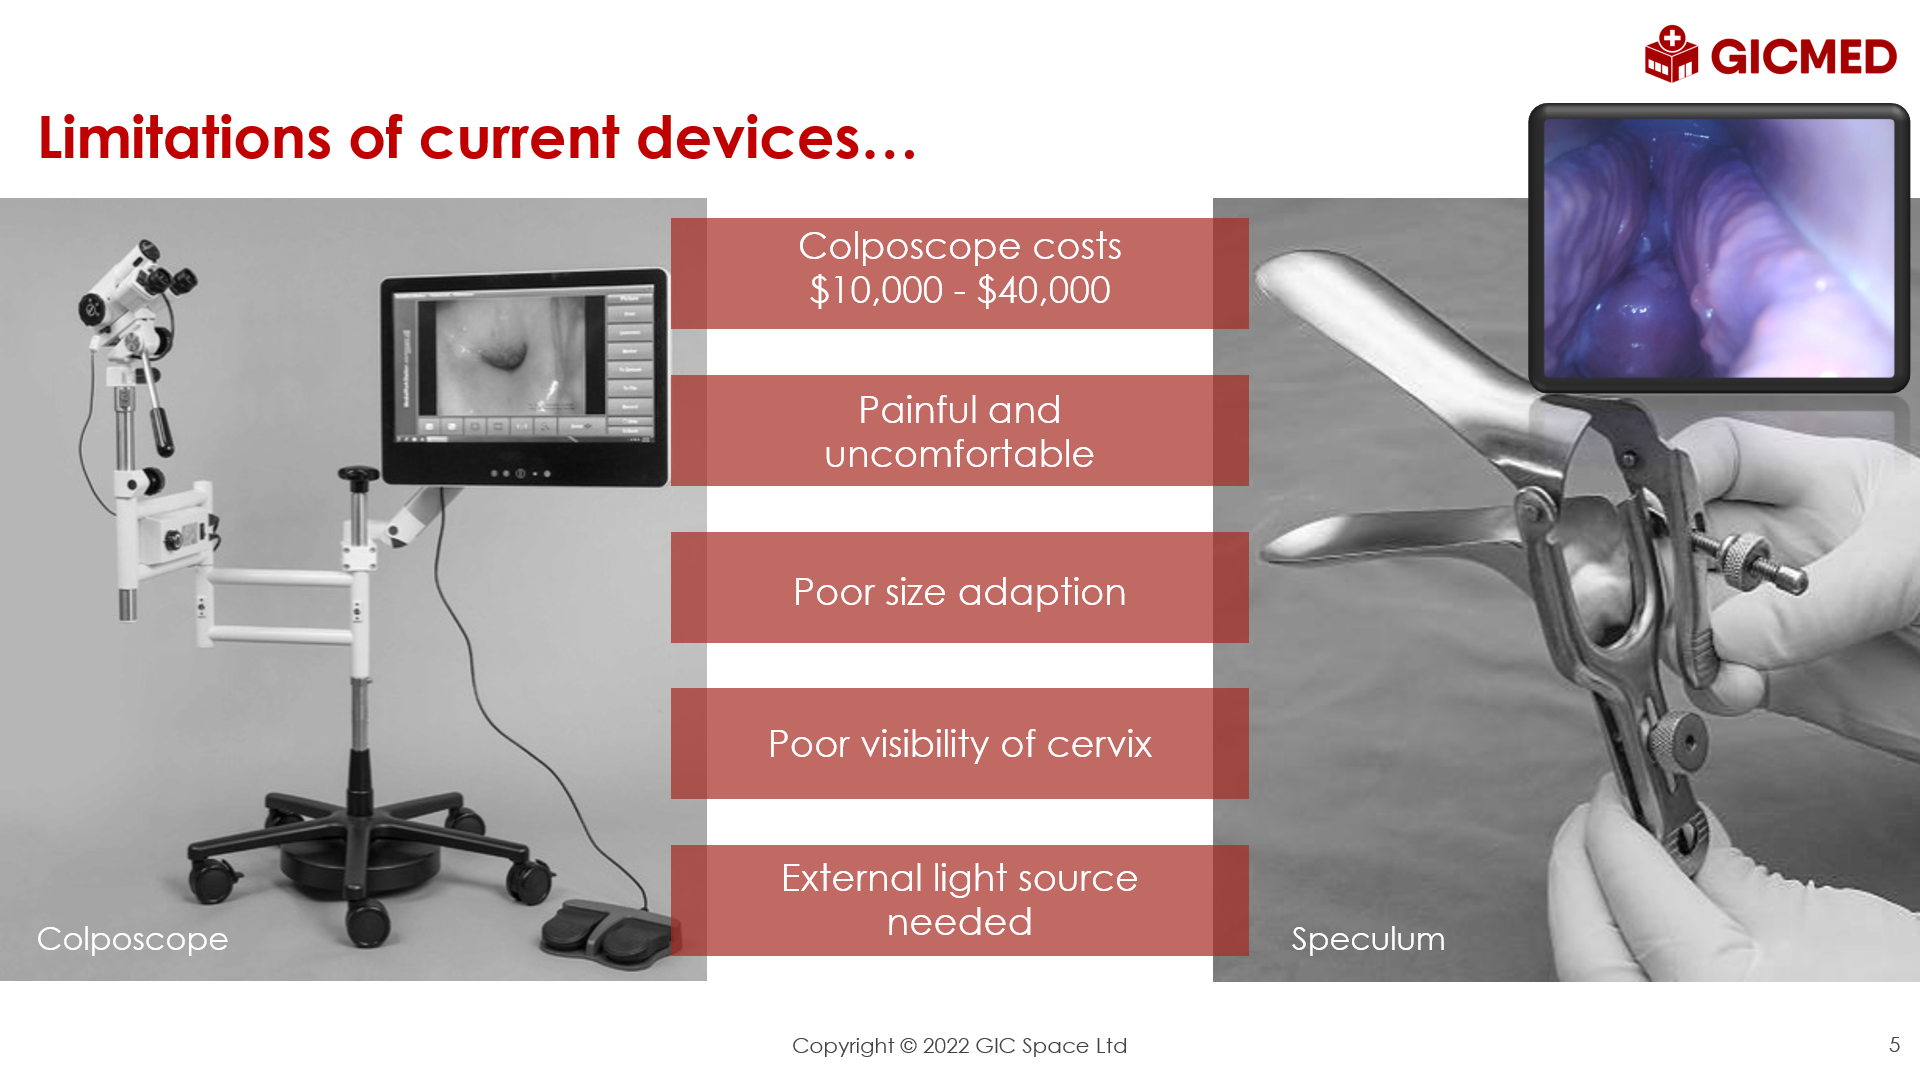 GICMED
Limitations of current devices...
Colposcope costs
$10,000 - $40,000
Painful and
uncomfortable
Poor size adaption
Poor visibility of cervix
External light source
needed
Colposcope
Speculum
Copyright © 2022 GIC Space Ltd
5